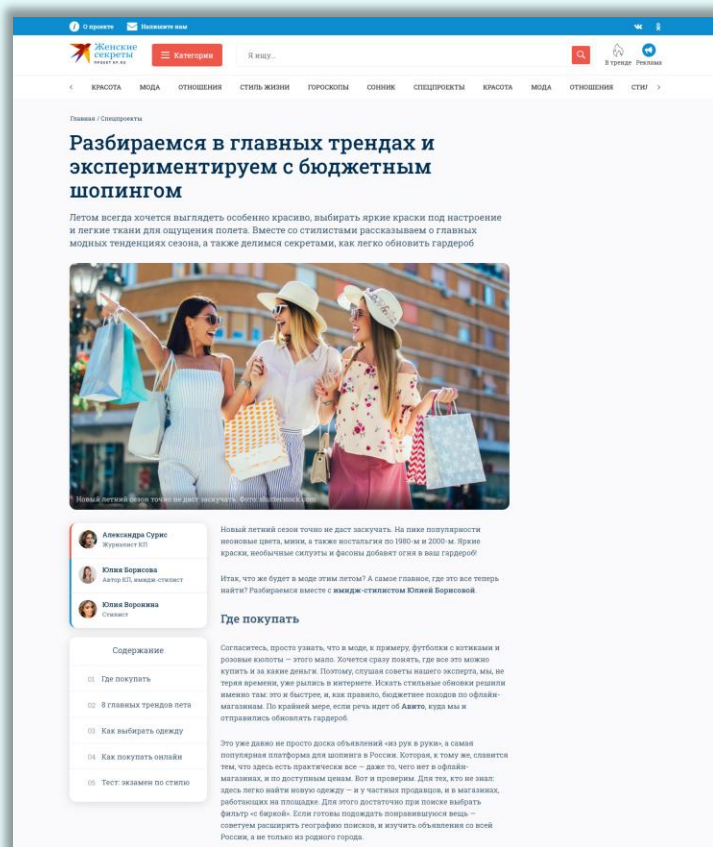 О проекте Напишите нам
Женские
секреты
ПРОЕКТ KP.RU
Категории
Я ищу...
В тренде Реклама
КРАСОТА МОДА ОТНОШЕНИЯ СТИЛЬ ЖИЗНИ ГОРОСКОПЫ СОННИК СПЕЦПРОЕКТЫ КРАСОТА МОДА ОТНОШЕНИЯ СТИЛ
Главная / Спецпроекты
Разбираемся в главных трендах и
экспериментируем с бюджетным
шопингом
Летом всегда хочется выглядеть особенно красиво, выбирать яркие краски под настроение
и легкие ткани для ощущения полета. Вместе со стилистами рассказываем о главных
модных тенденциях сезона, а также делимся секретами, как легко обновить гардероб
Новый летний сезон точно не даст заскучать. Фото: shutterstock.com
Александра Сурис
Журналист КП
Юлия Борисова
Автор КП, имидж-стилист
Юлия Воронина
Стилист
Содержание
01 Где покупать
02 8 главных трендов лета
03 Как выбирать одежду
04 Как покупать онлайн
05 Тест: экзамен по стилю
Новый летний сезон точно не даст заскучать. На пике популярности
неоновые цвета, мини, а также ностальгия по 1980-м и 2000-м. Яркие
краски, необычные силуэты и фасоны добавят огня в ваш гардероб!
Итак, что же будет в моде этим летом? А самое главное, где это все теперь
найти? Разбираемся вместе с имидж-стилистом Юлией Борисовой.
Где покупать
Согласитесь, просто узнать, что в моде, к примеру, футболки с котиками и
розовые кюлоты — этого мало. Хочется сразу понять, где все это можно
купить и за какие деньги. Поэтому, слушая советы нашего эксперта, мы, не
теряя времени, уже рылись в интернете. Искать стильные обновки решили
именно там: это и быстрее, и, как правило, бюджетнее походов по офлайн-
магазинам. По крайней мере, если речь идет об Авито, куда мы и
отправились обновлять гардероб.
Это уже давно не просто доска объявлений «из рук в руки», а самая
популярная платформа для шопинга в России. Которая, к тому же, славится
тем, что здесь есть практически все — даже то, чего нет в офлайн-
магазинах, и по доступным ценам. Вот и проверим. Для тех, кто не знал:
здесь легко найти новую одежду — и у частных продавцов, и в магазинах,
работающих на площадке. Для этого достаточно при поиске выбрать
фильтр «с биркой». Если готовы подождать понравившуюся вещь —
советуем расширить географию поисков, и изучить объявления со всей
России, а не только из родного города.